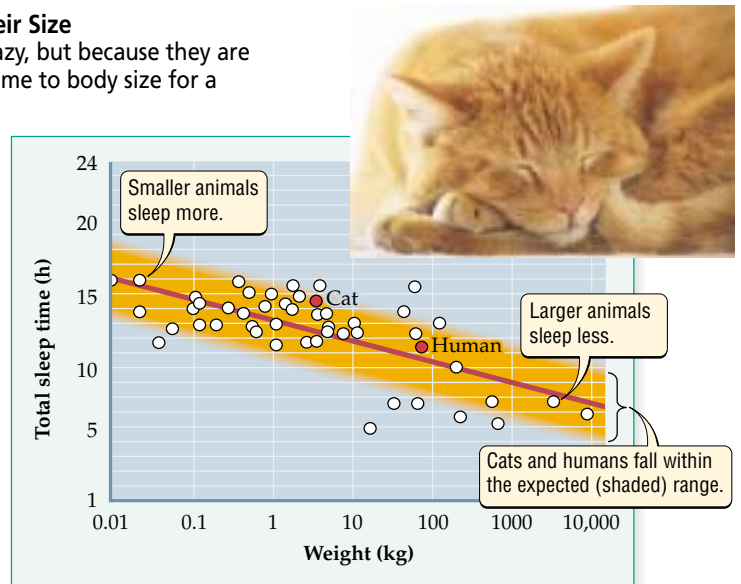 eir Size
azy, but because they are
me to body size for a
24
Smaller animals
sleep more.
20
15
Cat
Larger animals
sleep less.
Human
10
5
Cats and humans fall within
the expected (shaded) range.
1
0.01 0.1 1 10 100 1000 10,000
Total sleep time (h)
Weight (kg)